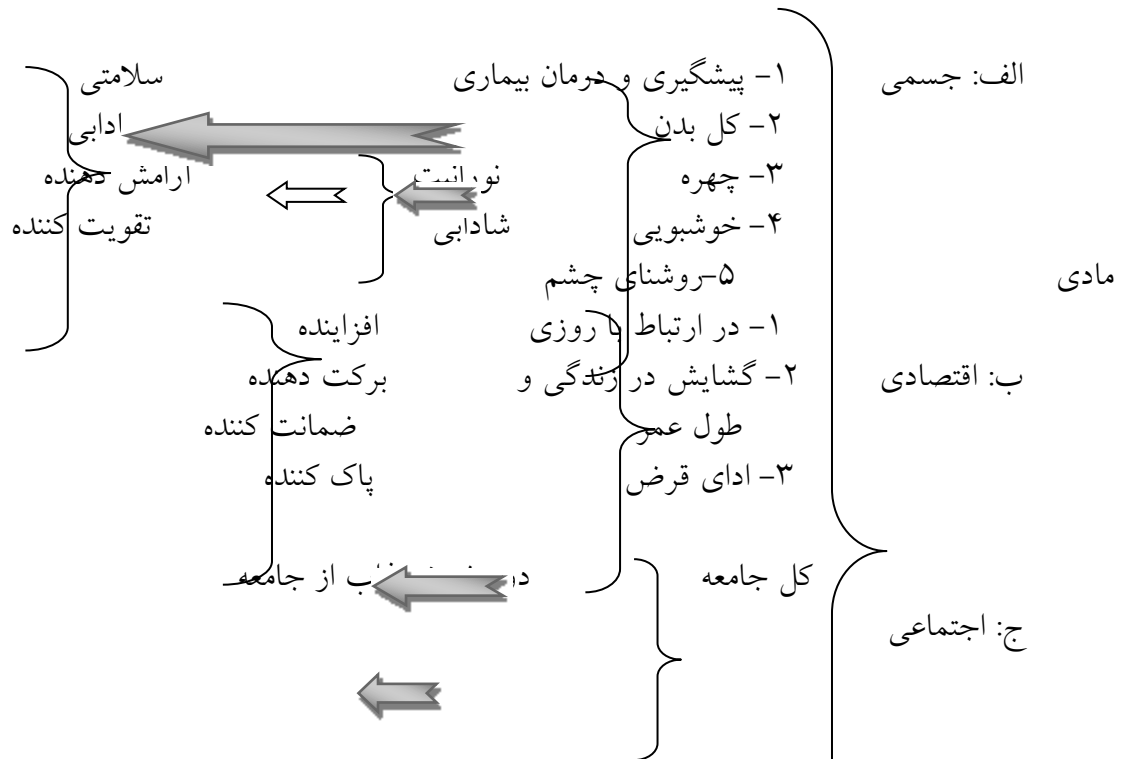 الف: جسمی ۱- پیشگیری و درمان بیماری سلامتی
۲- کل بدن ادابی
۳- چهره نورانیت ارامش دهنده
۴- خوشبویی شادابی تقویت کننده
مادی ۵-روشنای چشم
۱- در ارتباط با روزی افزاینده
ب: اقتصادی ۲- گشایش در زندگی و برکت دهنده
طول عمر ضمانت کننده
۳- ادای قرض پاک کننده
کل جامعه از جامعه
ج: اجتماعی